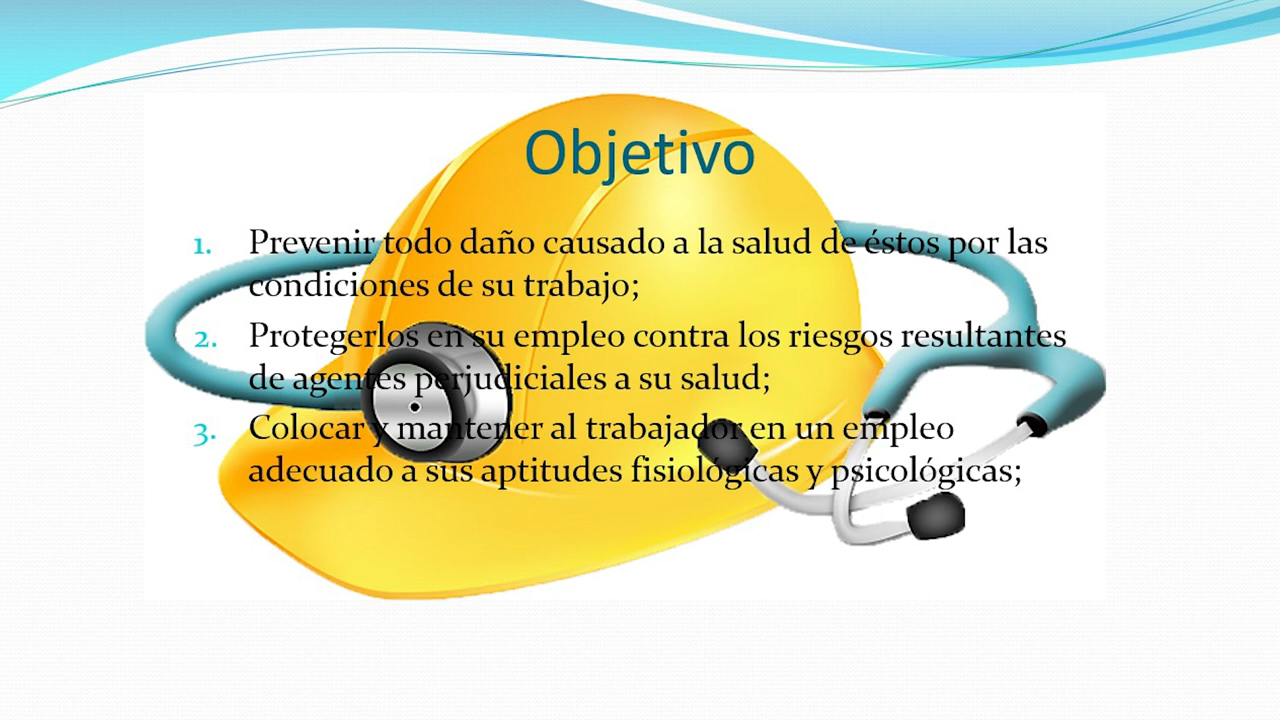 Objetivo
1. Prevenir todo daño causado a la salud de éstos por las
condiciones de su trabajo;
2. Protegerlos en su empleo contra los riesgos resultantes
de agentes perjudiciales a su salud;
3. Colocar y mantener al trabajador en un empleo
adecuado a sus aptitudes fisiológicas y psicológicas;